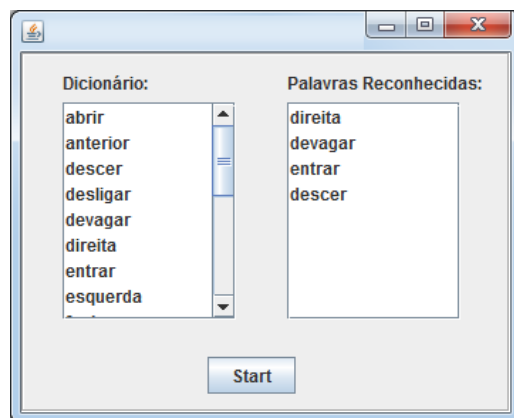 Dicionário:
abrir
anterior
descer
desligar
devagar
direita
entrar
esquerda
Palavras Reconhecidas:
direita
devagar
entrar
descer
Start